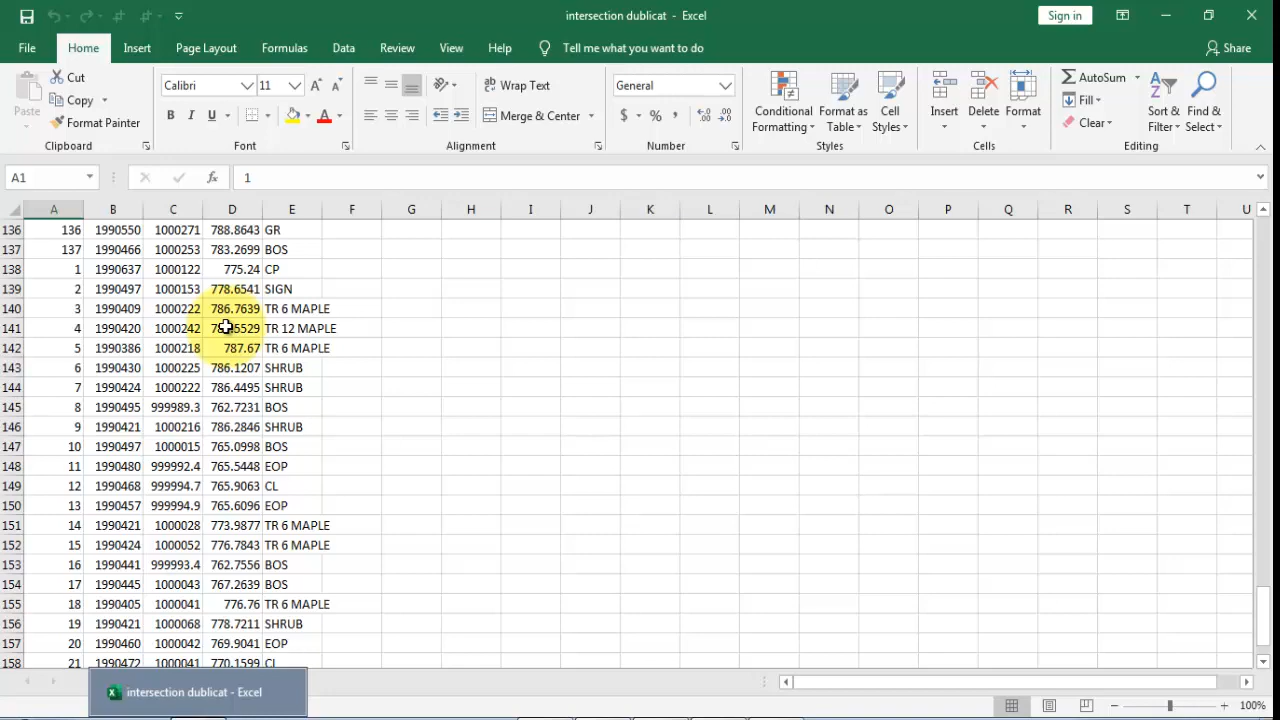 intersection dublicat - Excel
Sign in
File Home Insert Page Layout Formulas Data Review View Help Tell me what you want to do Share
Paste
Cut
Copy
Format Painter
Clipboard
Calibri 11
B I U
Font
Wrap Text
Merge & Center
Alignment
General
$ % ,
Number
Conditional Formatting
Format as Table
Cell Styles
Styles
Insert
Delete
Format
Cells
AutoSum
Fill
Clear
Sort & Filter
Find & Select
Editing
A1 fx 1
A B C D E F G H I J K L M N O P Q R S T U
136 136 1990550 1000271 788.8643 GR
137 137 1990466 1000253 783.2699 BOS
138 1 1990637 1000122 775.24 CP
139 2 1990497 1000153 778.6541 SIGN
140 3 1990409 1000222 786.7639 TR 6 MAPLE
141 4 1990420 1000242 TR 12 MAPLE
142 5 1990386 1000218 787.67 TR 6 MAPLE
143 6 1990430 1000225 786.1207 SHRUB
144 7 1990424 1000222 786.4495 SHRUB
145 8 1990495 999989.3 762.7231 BOS
146 9 1990421 1000216 786.2846 SHRUB
147 10 1990497 1000015 765.0998 BOS
148 11 1990480 999992.4 765.5448 EOP
149 12 1990468 999994.7 765.9063 CL
150 13 1990457 999994.9 765.6096 EOP
151 14 1990421 1000028 773.9877 TR 6 MAPLE
152 15 1990424 1000052 776.7843 TR 6 MAPLE
153 16 1990441 999993.4 762.7556 BOS
154 17 1990445 1000043 767.2639 BOS
155 18 1990405 1000041 776.76 TR 6 MAPLE
156 19 1990421 1000068 778.7211 SHRUB
157 20 1990460 1000042 769.9041 EOP
158 21 1990472 1000041 770.1599 CL
intersection dublicat - Excel
100%